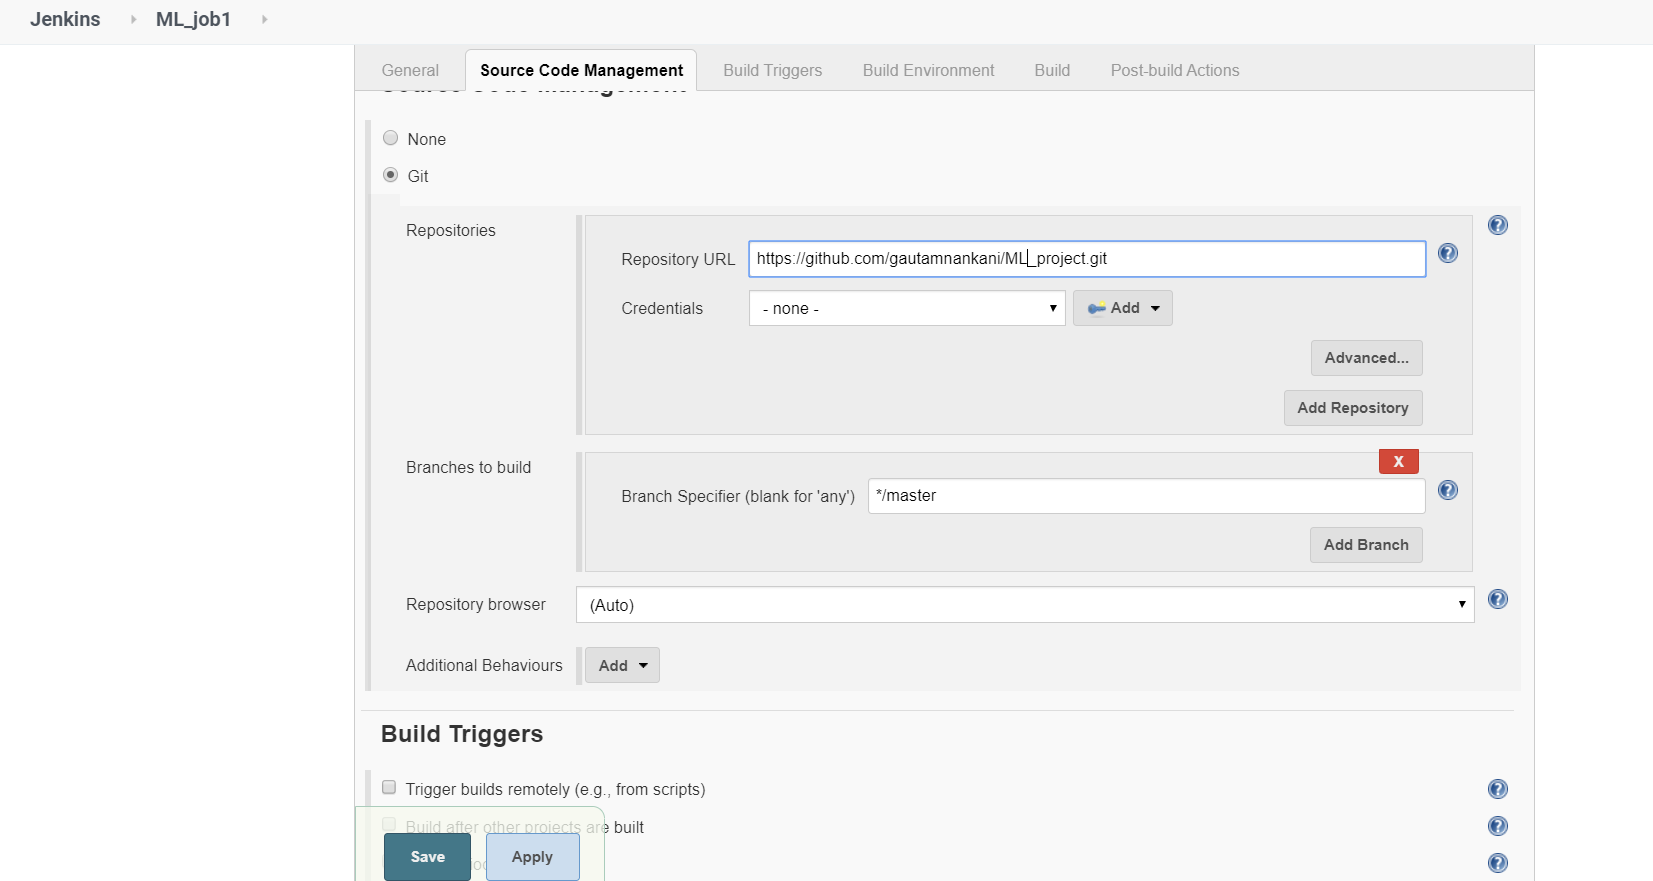 Jenkins ML_job1
General Source Code Management Build Triggers Build Environment Build Post-build Actions
Source Code Management
None
Git
Repositories
Repository URL https://github.com/gautamnankani/ML_project.git
Credentials - none - Add
Advanced...
Add Repository
Branches to build
X
Branch Specifier (blank for 'any') */master
Add Branch
Repository browser (Auto)
Additional Behaviours Add
Build Triggers
Trigger builds remotely (e.g., from scripts)
Build after other projects are built
Save Apply